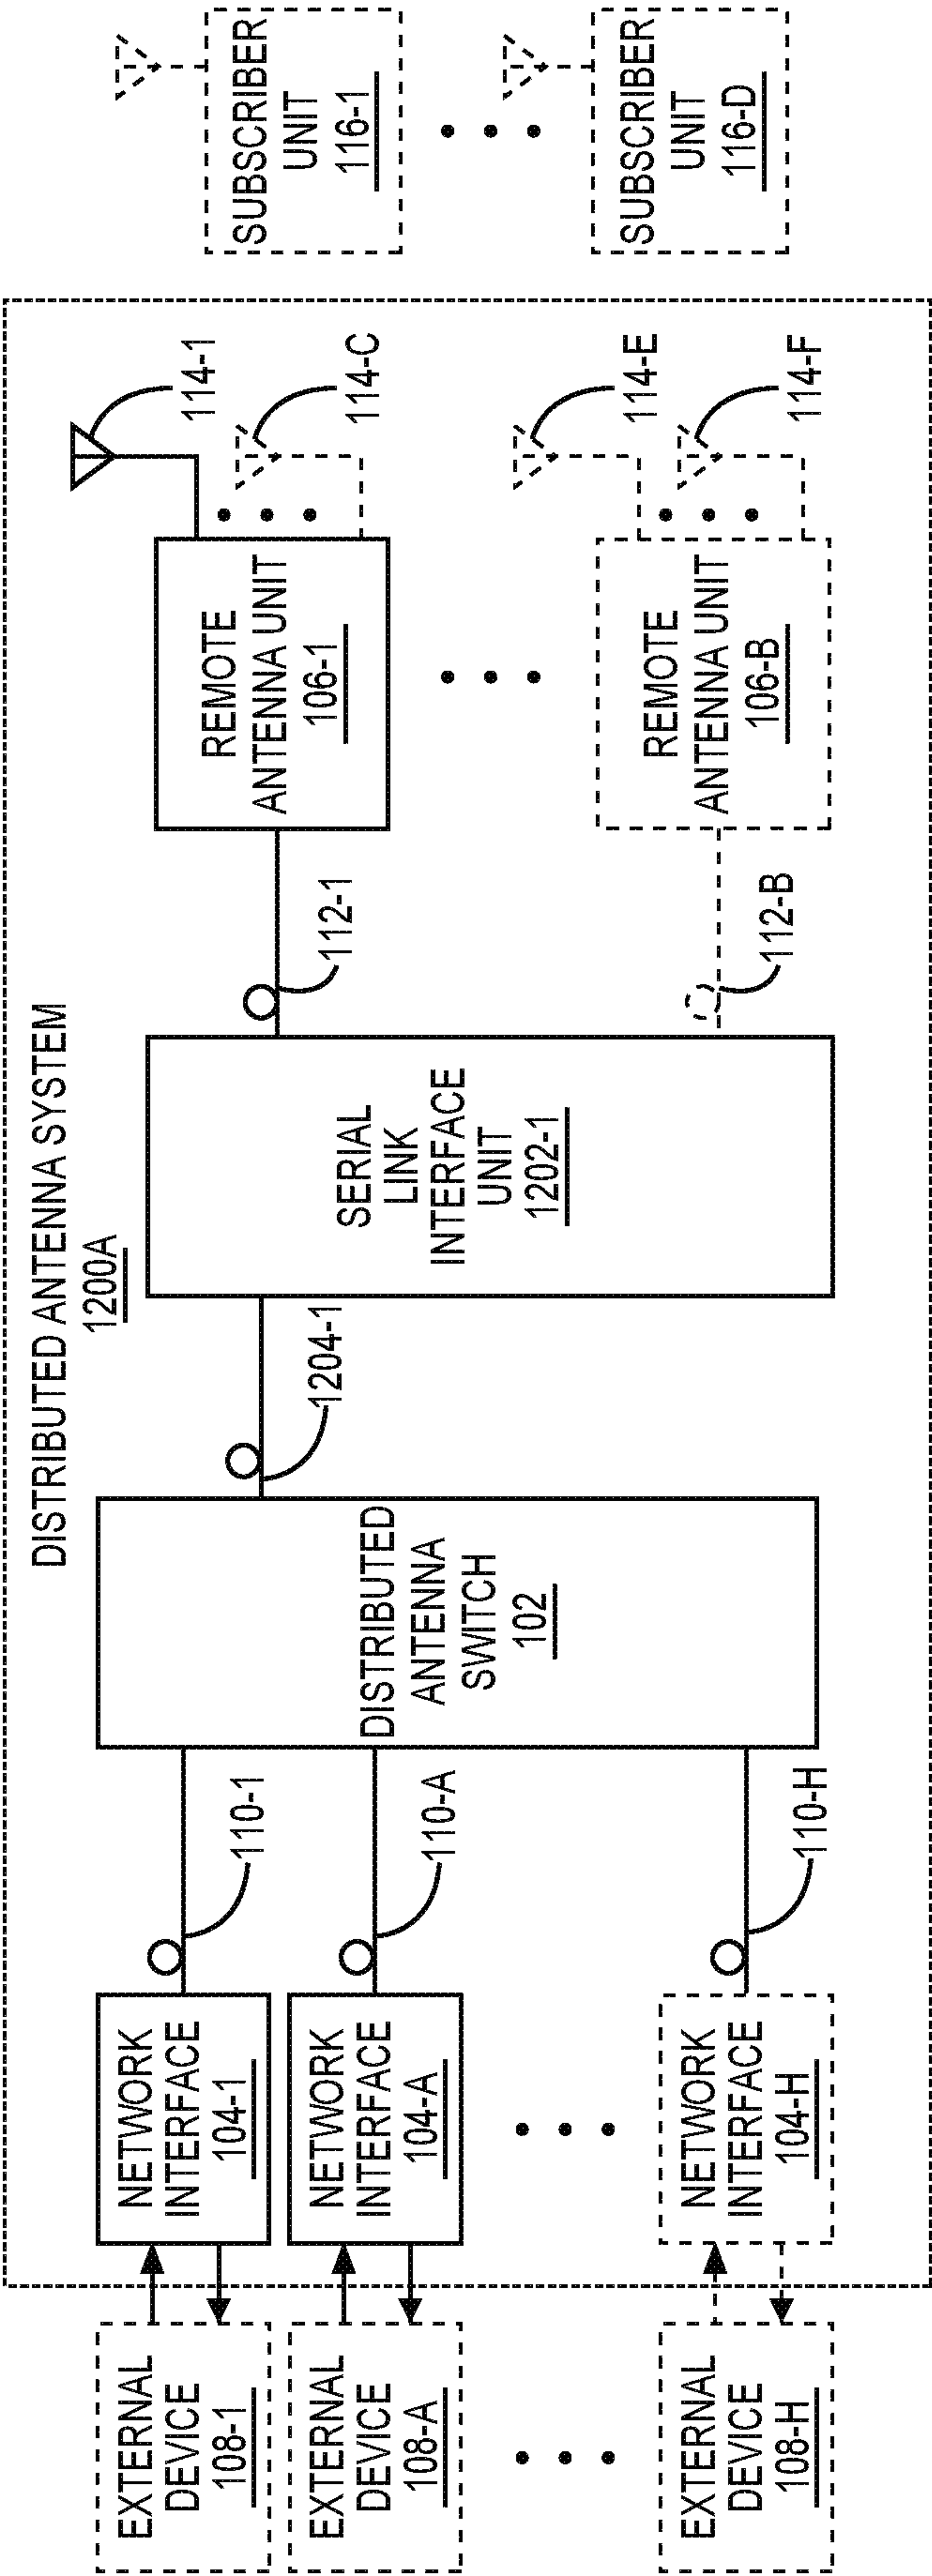 DISTRIBUTED ANTENNA SYSTEM
1200A
EXTERNAL
DEVICE
108-1
NETWORK
INTERFACE
104-1
110-1
EXTERNAL
DEVICE
108-A
NETWORK
INTERFACE
104-A
110-A
EXTERNAL
DEVICE
108-H
NETWORK
INTERFACE
104-H
110-H
DISTRIBUTED
ANTENNA
SWITCH
102
1204-1
SERIAL
LINK
INTERFACE
UNIT
1202-1
112-1
112-B
REMOTE
ANTENNA UNIT
106-1
114-1
114-C
REMOTE
ANTENNA UNIT
106-B
114-E
114-F
SUBSCRIBER
UNIT
116-1
SUBSCRIBER
UNIT
116-D